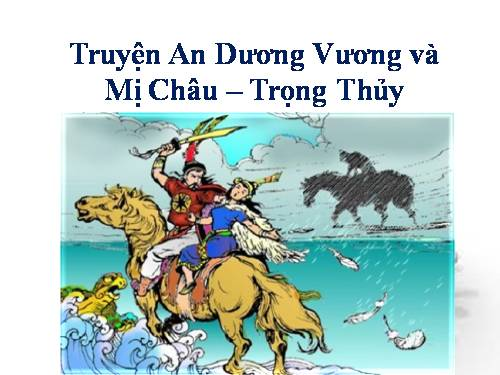 Truyện An Dương Vương và
Mị Châu – Trọng Thủy